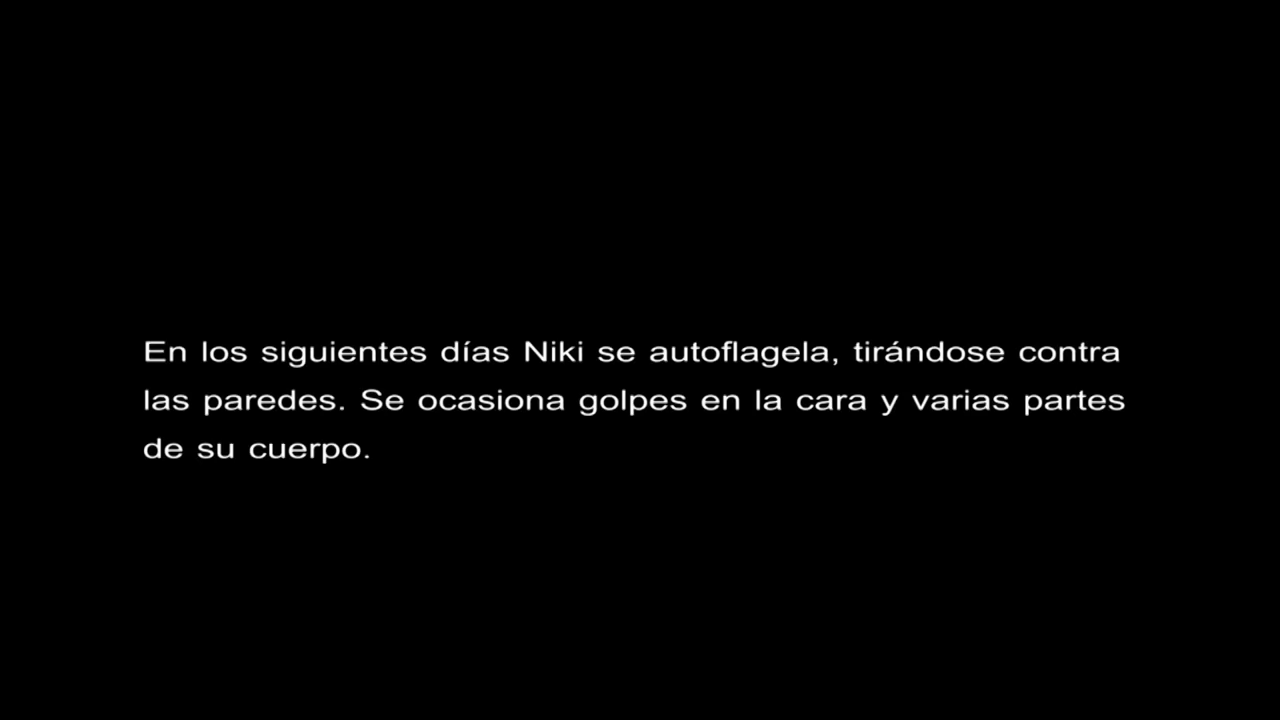 En los siguientes días Niki se autoflagela, tirándose contra
las paredes. Se ocasiona golpes en la cara y varias partes
de su cuerpo.